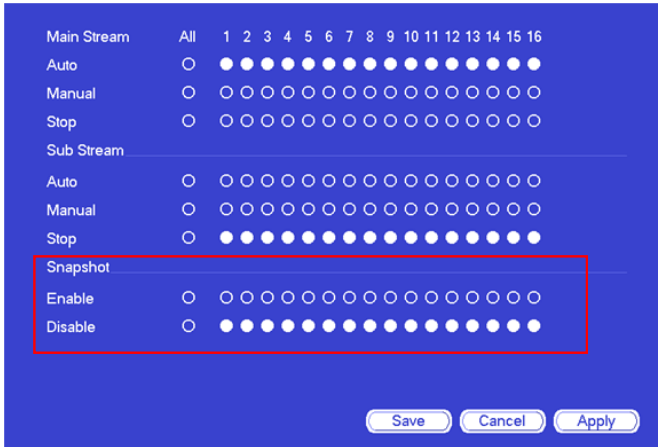 Main Stream All 1 2 3 4 5 6 7 8 9 10 11 12 13 14 15 16
Auto
Manual
Stop
Sub Stream
Auto
Manual
Stop
Snapshot
Enable
Disable
Save Cancel Apply